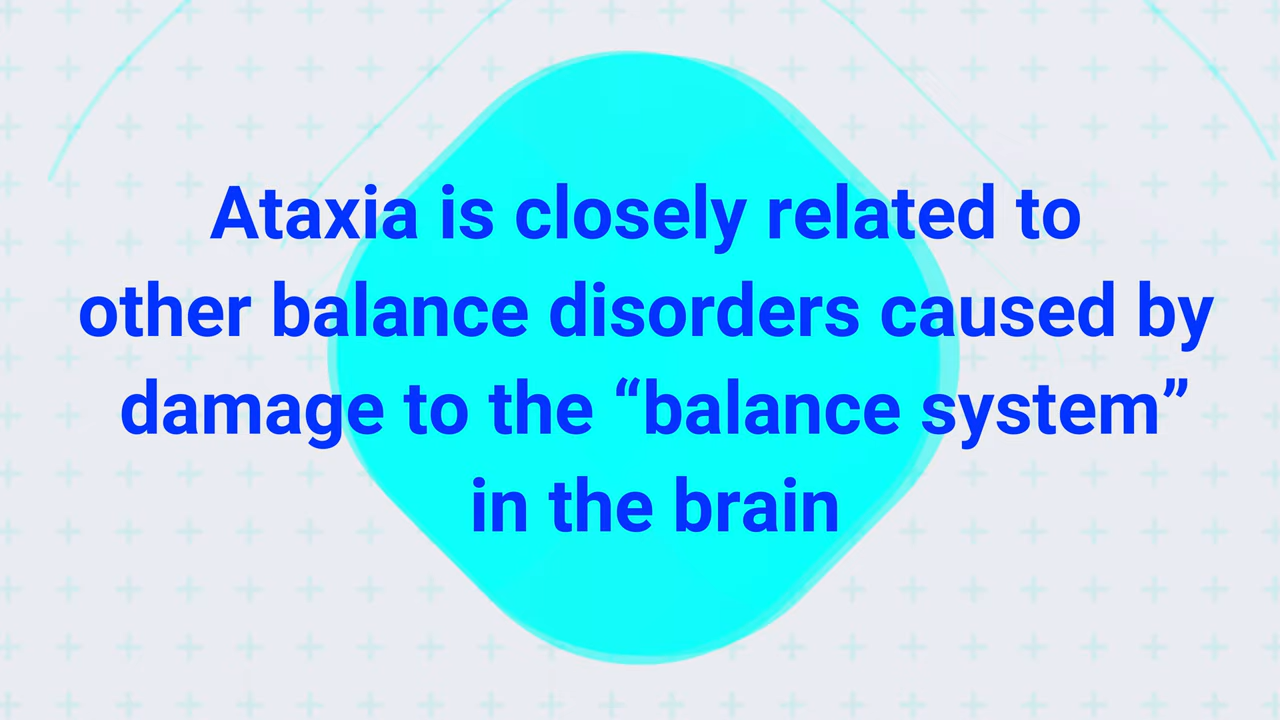 Ataxia is closely related to
other balance disorders caused by
damage to the “balance system”
in the brain